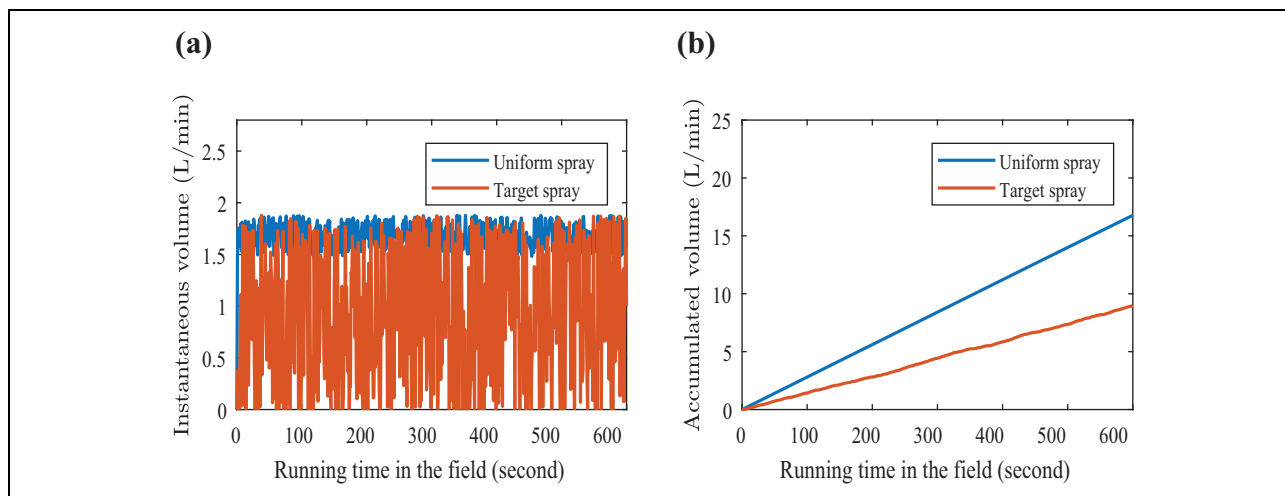 (a)
Instantaneous volume (L/min)
2.5
2
1.5
1
0.5
0
Uniform spray
Target spray
0 100 200 300 400 500 600
Running time in the field (second)
(b)
Accumulated volume (L/min)
25
20
15
10
5
0
Uniform spray
Target spray
0 100 200 300 400 500 600
Running time in the field (second)